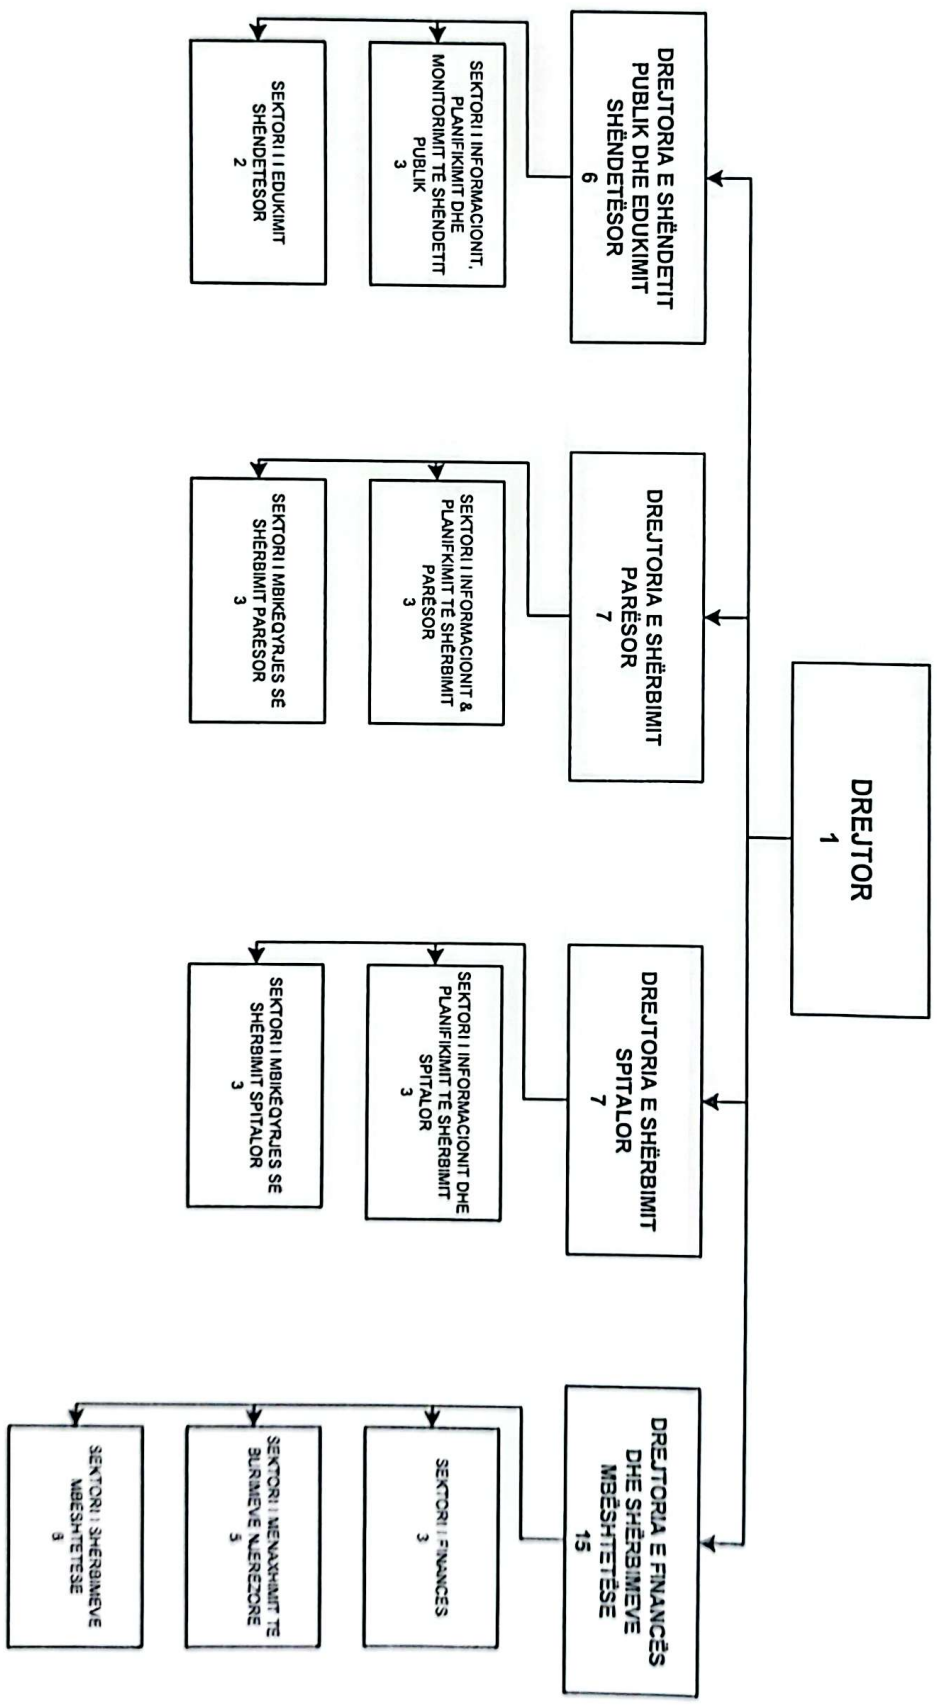 DREJTOR
1
DREJTORIA E SHËNDETIT
PUBLIK DHE EDUKIMIT
SHËNDETËSOR
6
SEKTORI I INFORMACIONIT,
PLANIFIKIMIT DHE
MONITORIMIT TË SHËNDETIT
PUBLIK
3
SEKTORI I I EDUKIMIT
SHËNDETËSOR
2
DREJTORIA E SHËRBIMIT
PARËSOR
7
SEKTORI I INFORMACIONIT &
PLANIFKIMIT TË SHËRBIMIT
PARËSOR
3
SEKTORI I MBIKËQYRJES SË
SHËRBIMIT PARËSOR
3
DREJTORIA E SHËRBIMIT
SPITALOR
7
SEKTORI I INFORMACIONIT DHE
PLANIFIKIMIT TË SHËRBIMIT
SPITALOR
3
SEKTORI I MBIKËQYRJES SË
SHËRBIMIT SPITALOR
3
DREJTORIA E FINANCËS
DHE SHËRBIMEVE
MBËSHTETËSE
15
SEKTORI I FINANCËS
3
SEKTORI I MENAXHIMIT TË
BURIMEVE NJERËZORE
5
SEKTORI I SHËRBIMEVE
MBËSHTETËSE
6